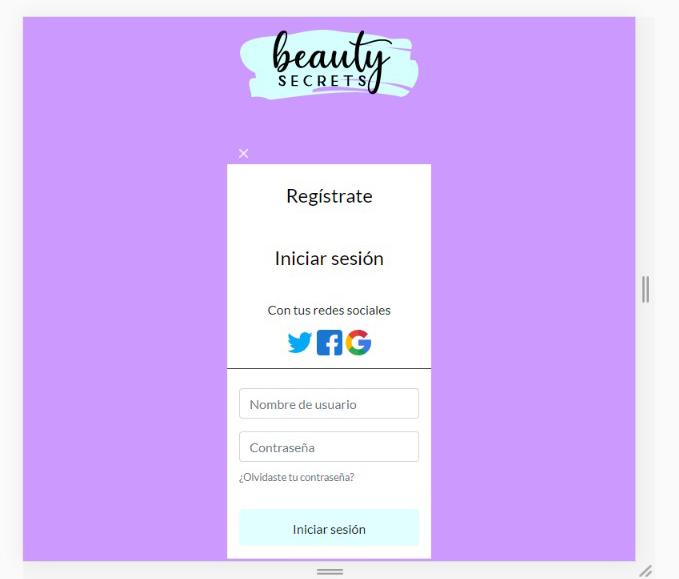 beauty
SECRETS
×
Regístrate
Iniciar sesión
Con tus redes sociales
Nombre de usuario
Contraseña
¿Olvidaste tu contraseña?
Iniciar sesión